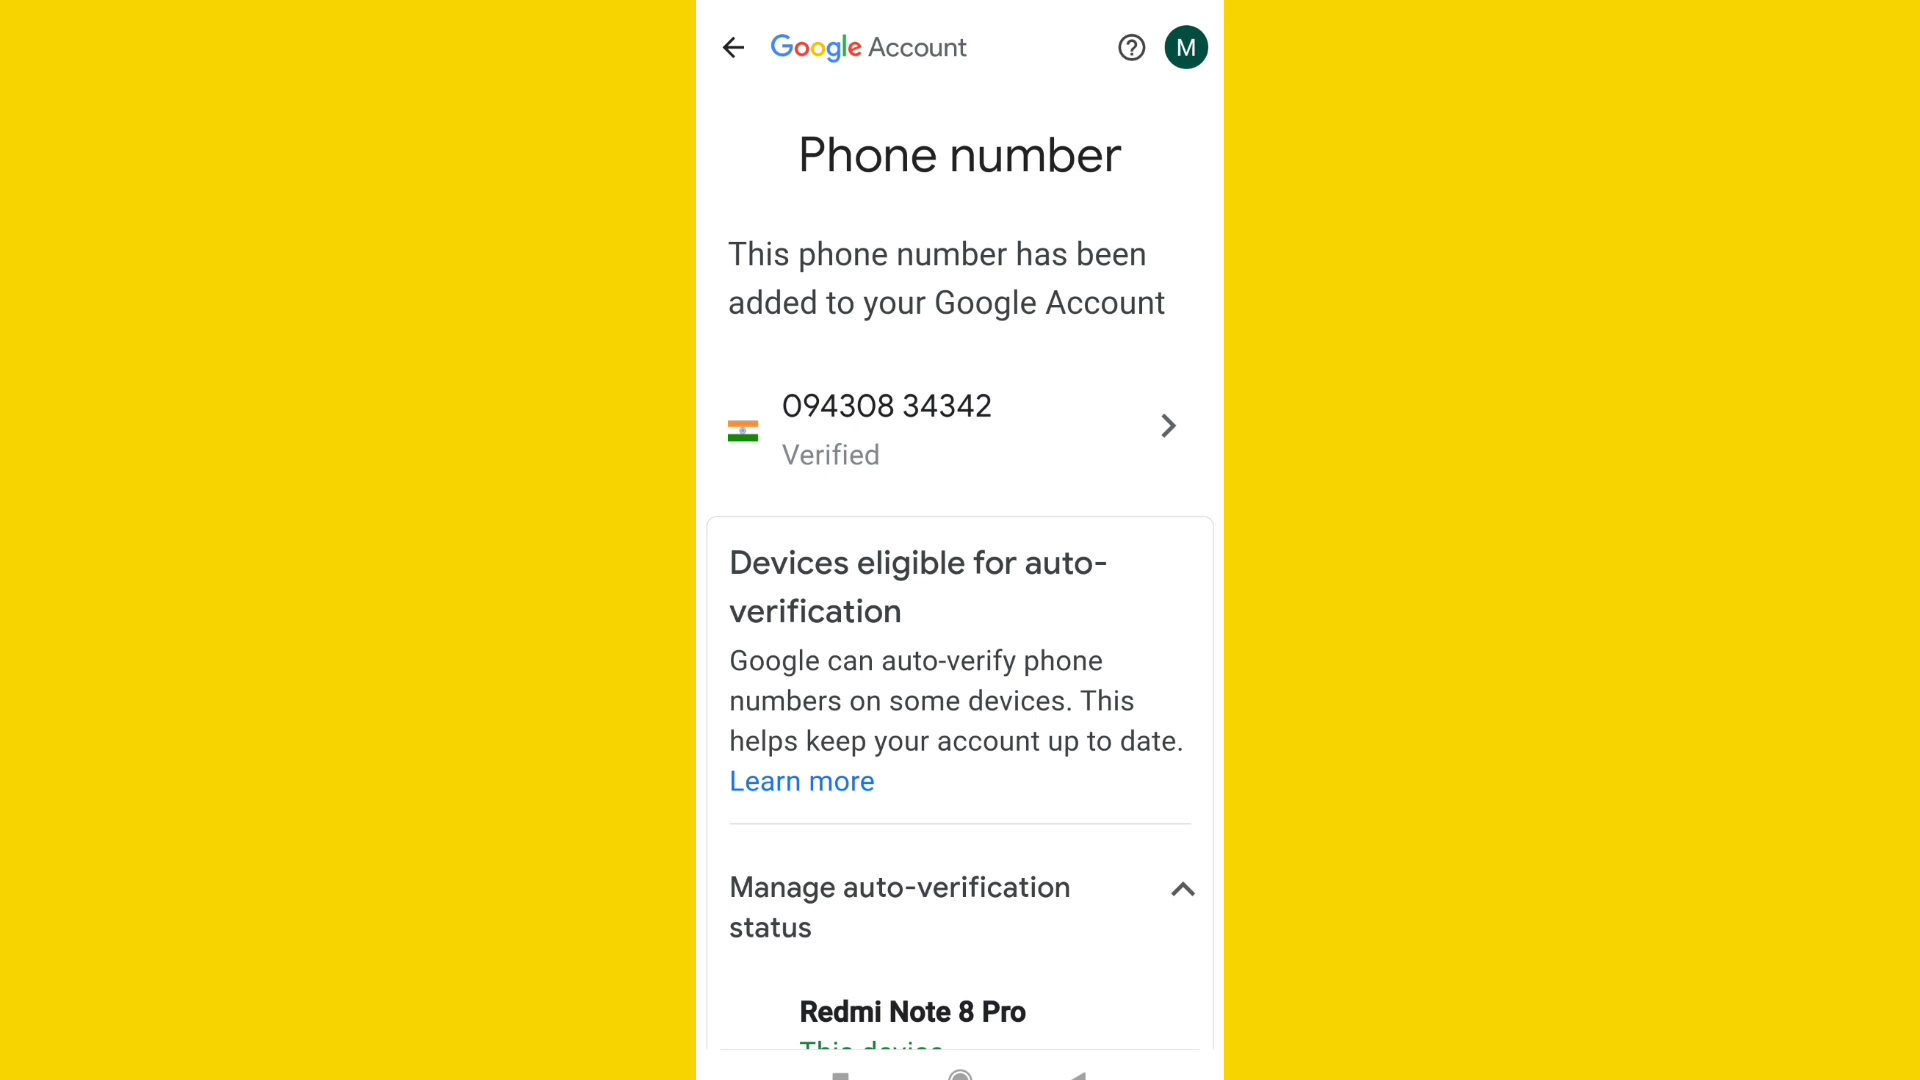 Google Account
M
Phone number
This phone number has been
added to your Google Account
094308 34342
Verified
Devices eligible for auto-
verification
Google can auto-verify phone
numbers on some devices. This
helps keep your account up to date.
Learn more
Manage auto-verification
status
Redmi Note 8 Pro
This device